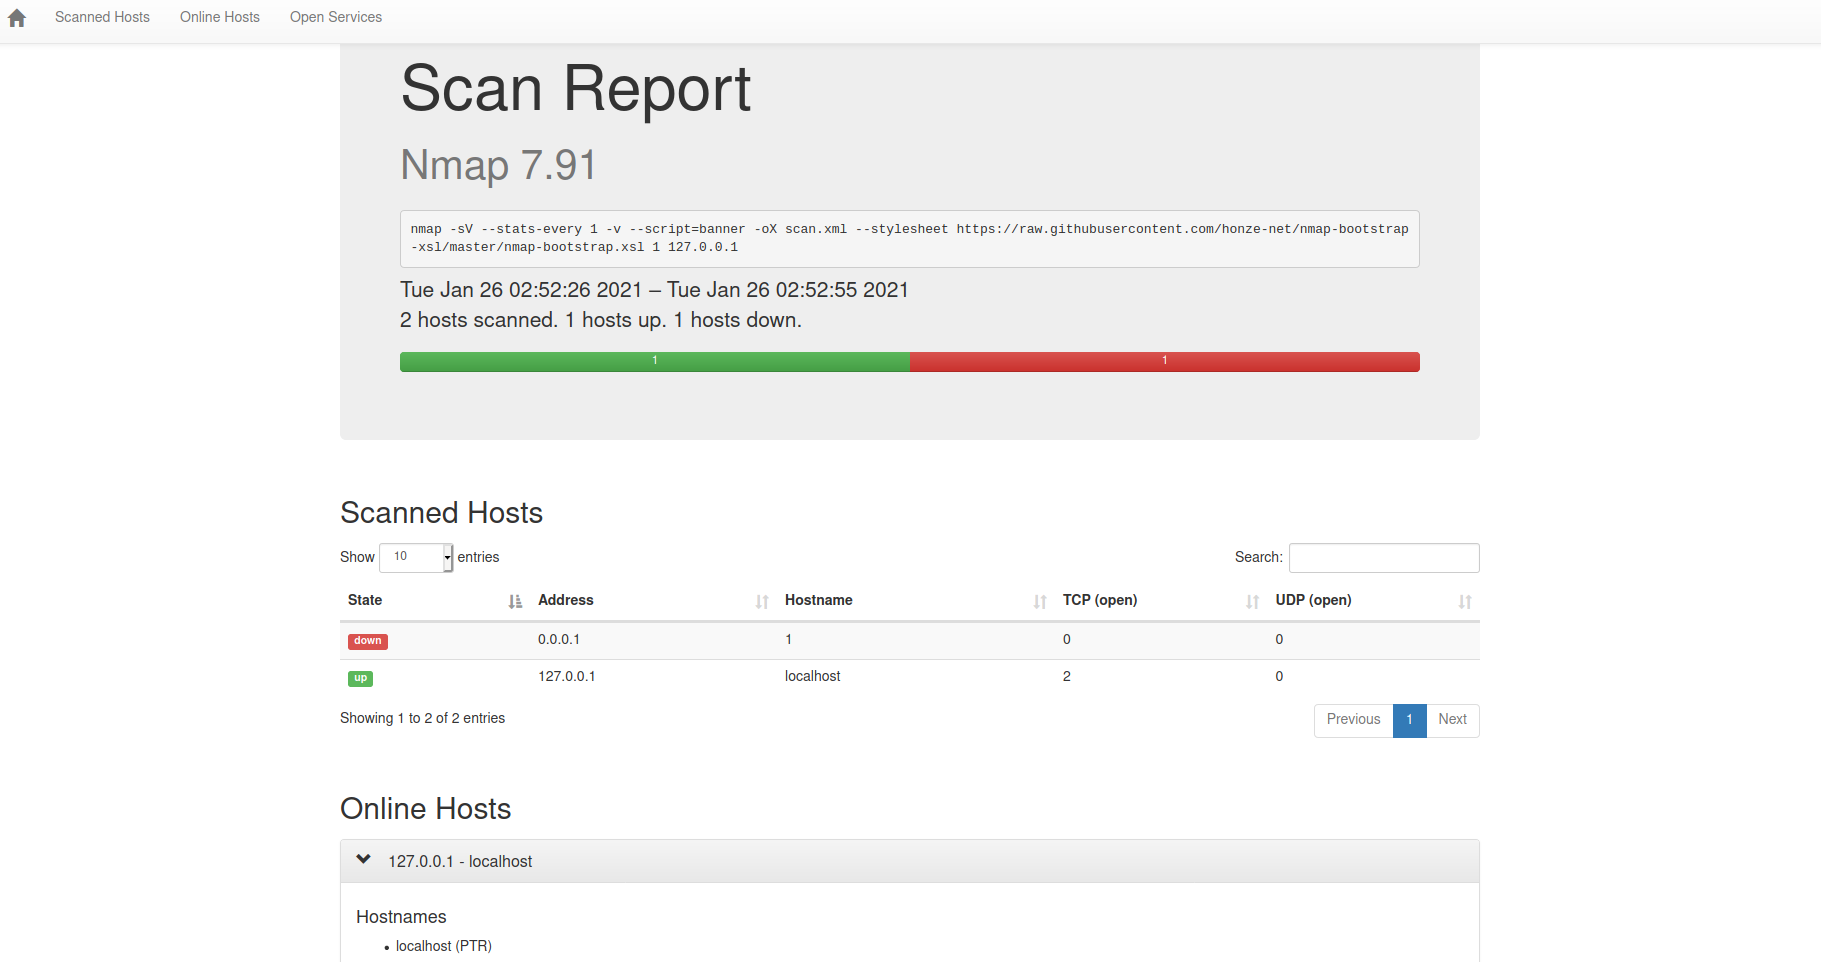 Scanned Hosts Online Hosts Open Services
Scan Report
Nmap 7.91
nmap -sV --stats-every 1 -v --script=banner -oX scan.xml --stylesheet https://raw.githubusercontent.com/honze-net/nmap-bootstrap
-xsl/master/nmap-bootstrap.xsl 1 127.0.0.1
Tue Jan 26 02:52:26 2021 – Tue Jan 26 02:52:55 2021
2 hosts scanned. 1 hosts up. 1 hosts down.
1 1
Scanned Hosts
Show 10 entries Search:
State Address Hostname TCP (open) UDP (open)
down 0.0.0.1 1 0 0
up 127.0.0.1 localhost 2 0
Showing 1 to 2 of 2 entries Previous 1 Next
Online Hosts
127.0.0.1 - localhost
Hostnames
• localhost (PTR)